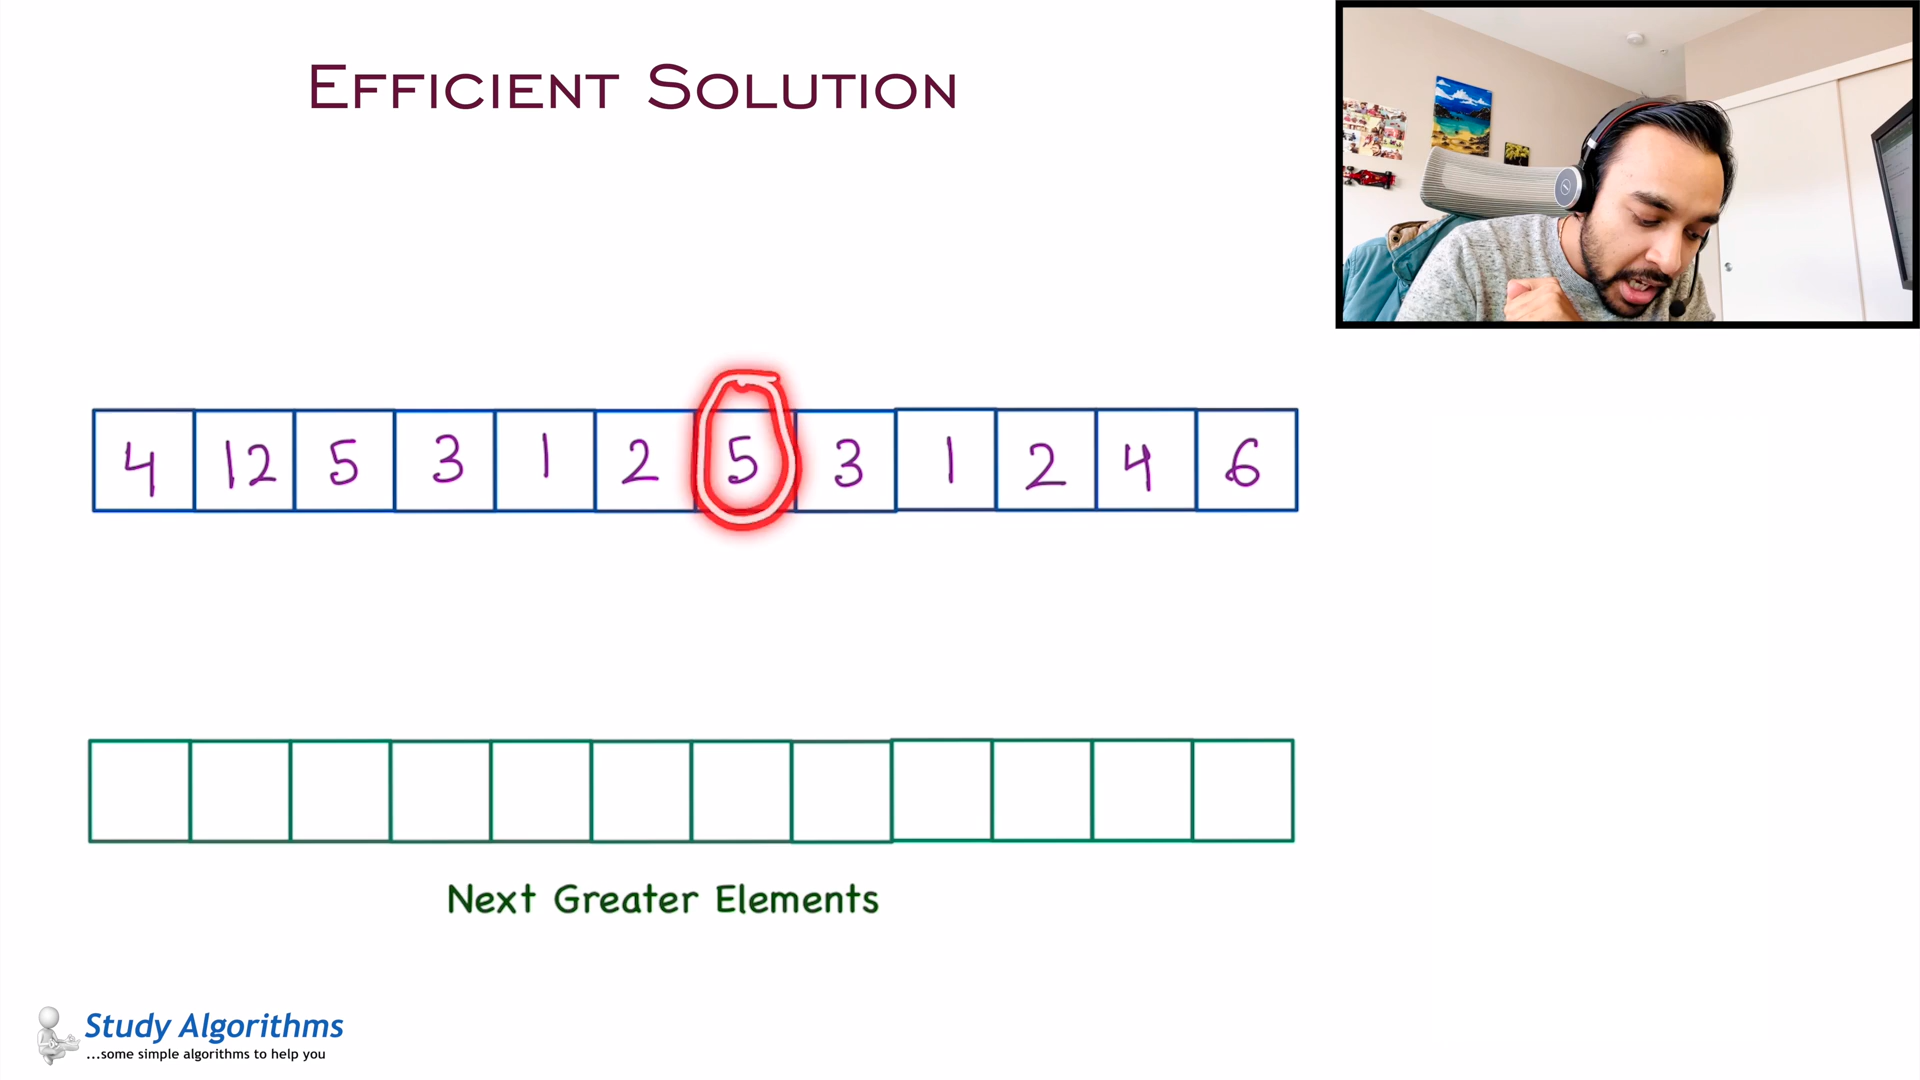 EFFICIENT SOLUTION
4 12 5 3 1 2 5 3 1 2 4 6
Next Greater Elements
Study Algorithms
...some simple algorithms to help you